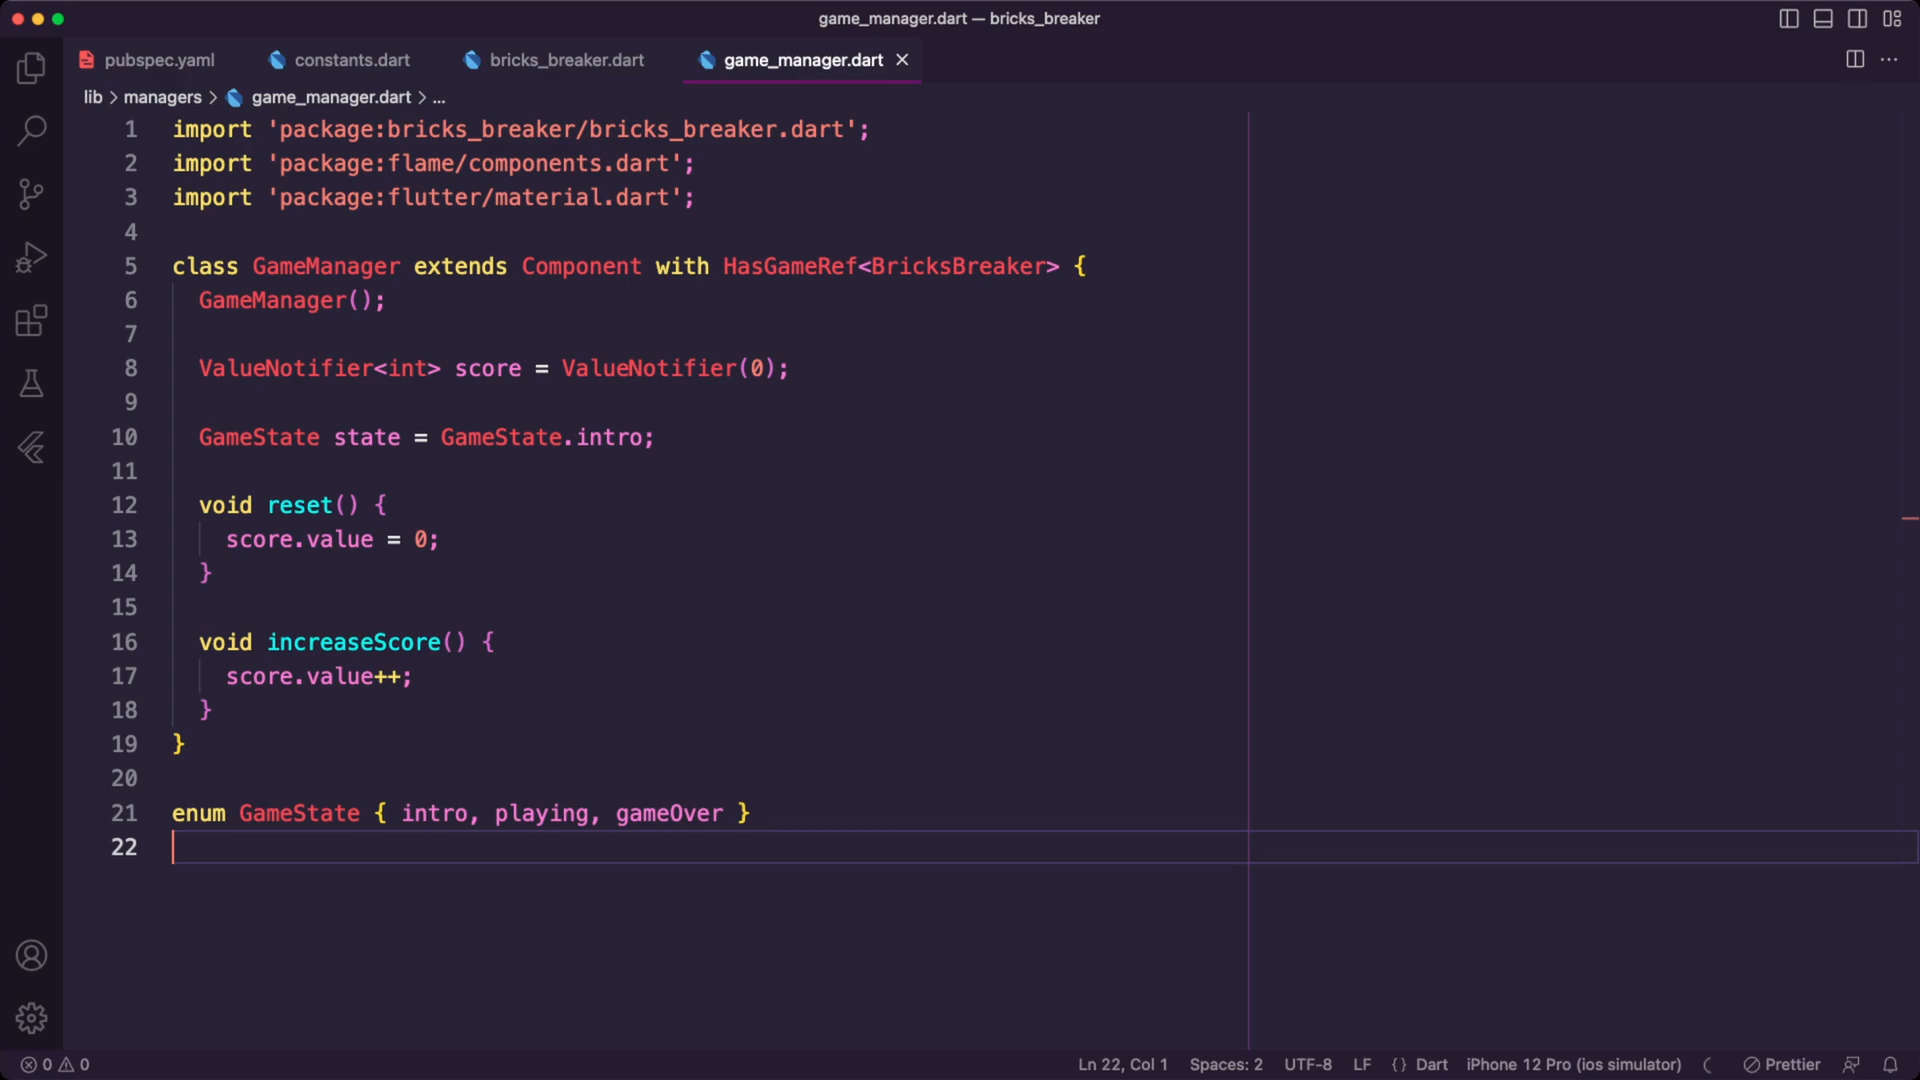 game_manager.dart — bricks_breaker
pubspec.yaml constants.dart bricks_breaker.dart game_manager.dart
lib > managers > game_manager.dart > ...
1 import 'package:bricks_breaker/bricks_breaker.dart';
2 import 'package:flame/components.dart';
3 import 'package:flutter/material.dart';
4
5 class GameManager extends Component with HasGameRef<BricksBreaker> {
6   GameManager();
7
8   ValueNotifier<int> score = ValueNotifier(0);
9
10   GameState state = GameState.intro;
11
12   void reset() {
13     score.value = 0;
14   }
15
16   void increaseScore() {
17     score.value++;
18   }
19 }
20
21 enum GameState { intro, playing, gameOver }
22
0 0 Ln 22, Col 1 Spaces: 2 UTF-8 LF {} Dart iPhone 12 Pro (ios simulator) Prettier